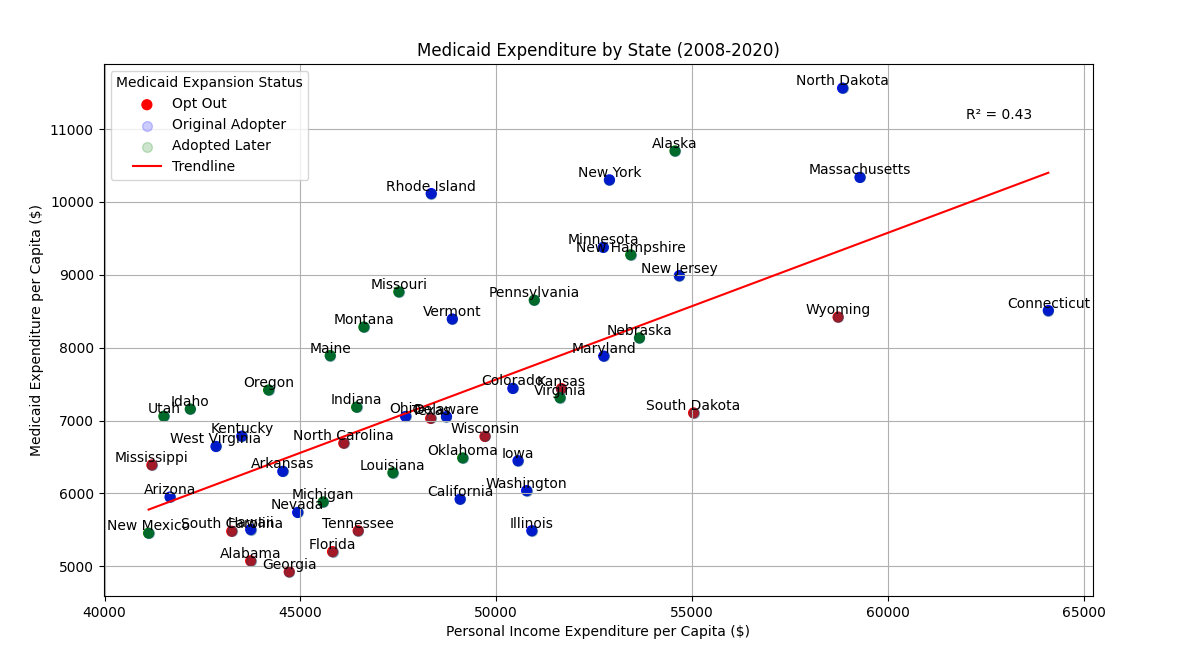 Medicaid Expenditure by State (2008-2020)
Medicaid Expansion Status
Opt Out
Original Adopter
Adopted Later
Trendline
R² = 0.43
North Dakota
Alaska
Massachusetts
New York
Rhode Island
Minnesota
New Hampshire
New Jersey
Missouri
Pennsylvania
Vermont
Wyoming
Connecticut
Montana
Nebraska
Maine
Maryland
Oregon
Colorado
Kansas
Virginia
Indiana
Idaho
Utah
Ohio
Texas
Delaware
South Dakota
Kentucky
West Virginia
North Carolina
Wisconsin
Mississippi
Arkansas
Louisiana
Oklahoma
Iowa
Arizona
Michigan
California
Washington
Nevada
New Mexico
South Carolina
Hawaii
Tennessee
Illinois
Florida
Alabama
Georgia
11000
10000
9000
8000
7000
6000
5000
Medicaid Expenditure per Capita ($)
40000
45000
50000
55000
60000
65000
Personal Income Expenditure per Capita ($)